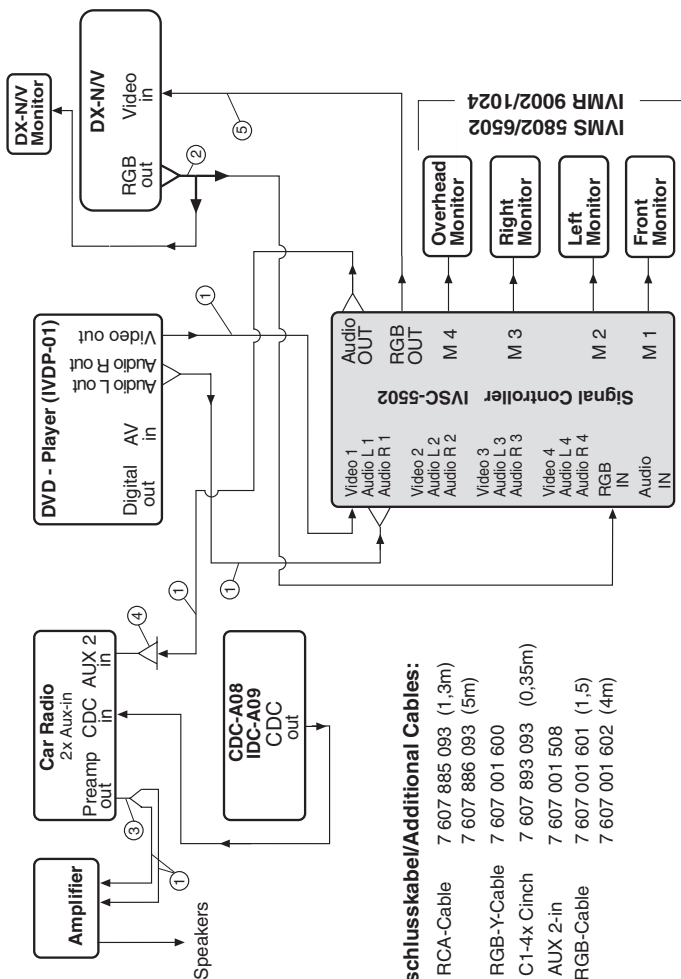 DX-N/V
Monitor
DX-N/V
RGB
out
Video
in
2
5
DVD - Player (IVDP-01)
Digital
out
AV
in
Audio L out
Audio R out
Video out
1
Car Radio
2x Aux-in
Preamp
out
CDC
in
AUX 2
in
3
4
1
1
Amplifier
1
Speakers
CDC-A08
IDC-A09
CDC
out
Signal Controller IVSC-5502
Video 1
Audio L 1
Audio R 1
Video 2
Audio L 2
Audio R 2
Video 3
Audio L 3
Audio R 3
Video 4
Audio L 4
Audio R 4
RGB
IN
Audio
IN
Audio
OUT
RGB
OUT
M 4
M 3
M 2
M 1
Overhead
Monitor
Right
Monitor
Left
Monitor
Front
Monitor
IVMS 5802/6502
IVMR 9002/1024
schlusskabel/Additional Cables:
RCA-Cable 7 607 885 093 (1,3m)
7 607 886 093 (5m)
RGB-Y-Cable 7 607 001 600
C1-4x Cinch 7 607 893 093 (0,35m)
AUX 2-in 7 607 001 508
RGB-Cable 7 607 001 601 (1,5)
7 607 001 602 (4m)